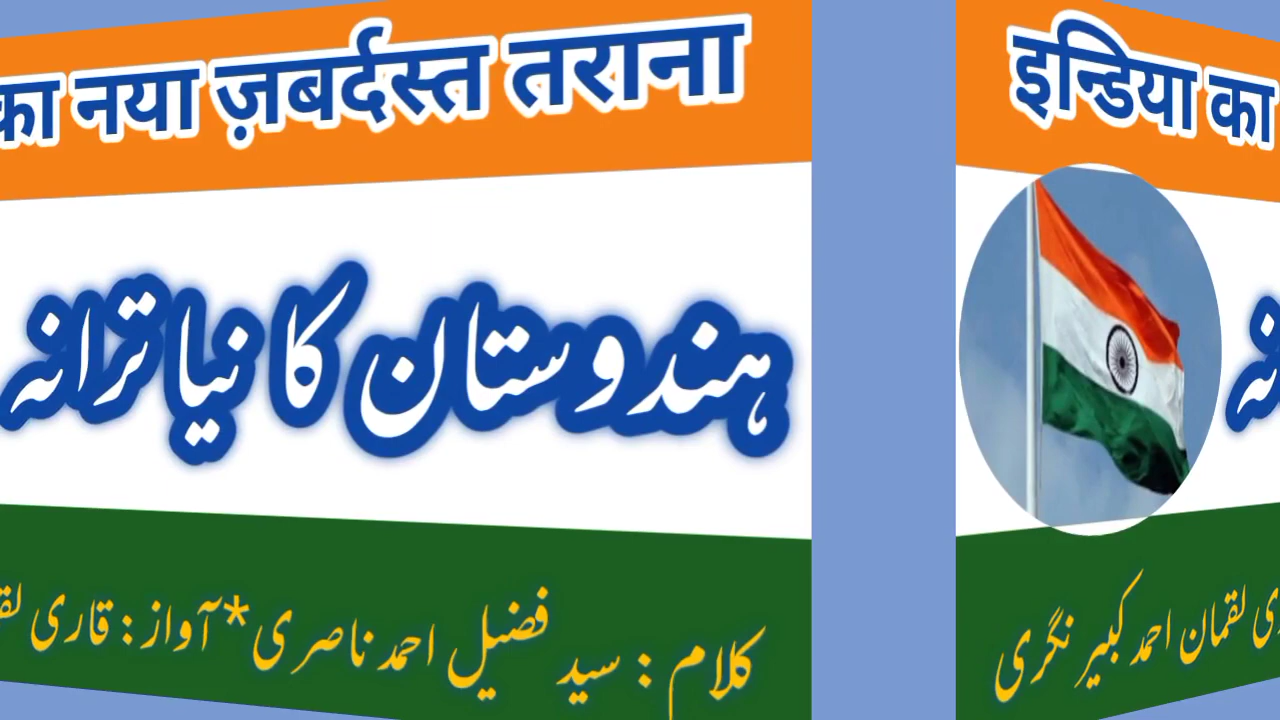 का नया ज़बर्दस्त तराना
ہندوستان کا نیا ترانہ
کلام : سید فضیل احمد ناصری * آواز : قاری
इन्डिया का
لقمان احمد کبیر نگری